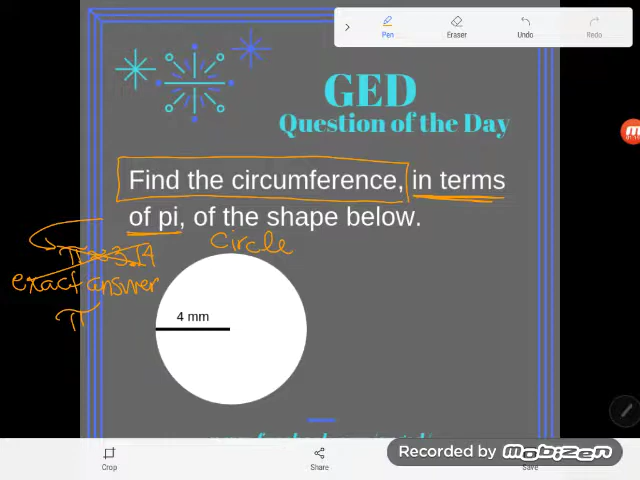 Pen
Eraser
Undo
Redo
GED
Question of the Day
Find the circumference, in terms
of pi, of the shape below.
circle
π≈3.14
exact answer
π
4 mm
Recorded by mobizen
Crop
Share
Save